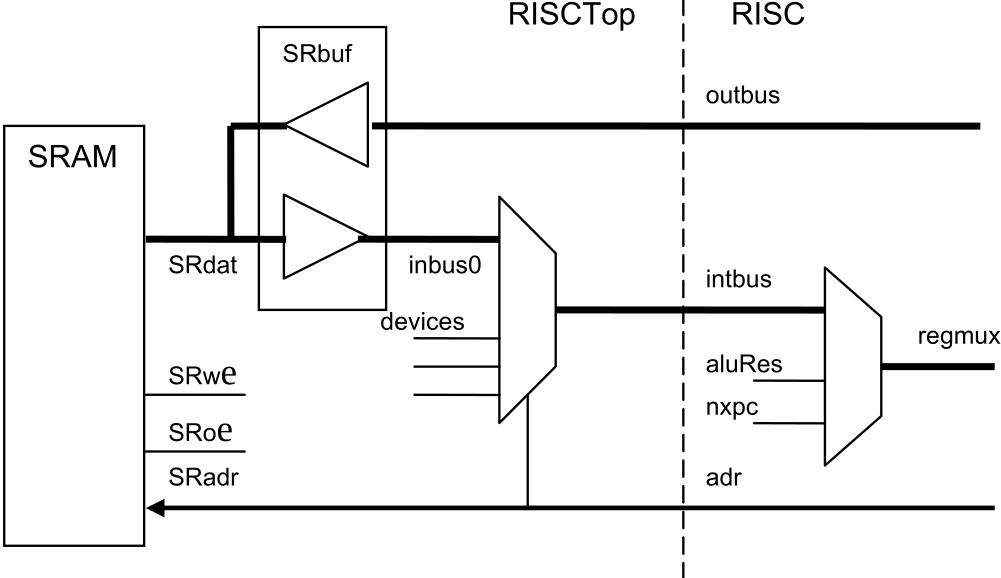 RISCTop
RISC
SRbuf
outbus
SRAM
SRdat
inbus0
intbus
devices
regmux
aluRes
SRwe
nxpc
SRoe
SRadr
adr